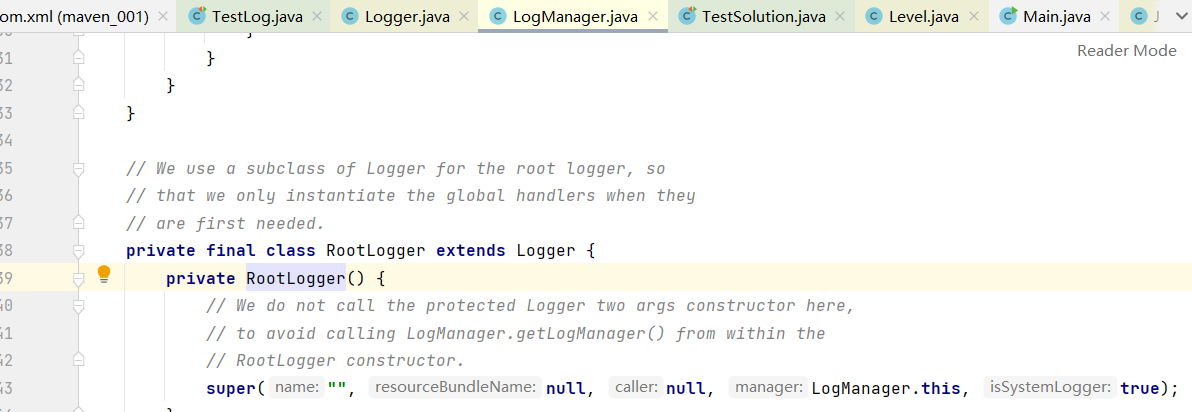 om.xml (maven_001) TestLog.java Logger.java LogManager.java TestSolution.java Level.java Main.java J
Reader Mode
31 }
32 }
33 }
34
35 // We use a subclass of Logger for the root logger, so
36 // that we only instantiate the global handlers when they
37 // are first needed.
38 private final class RootLogger extends Logger {
39 private RootLogger() {
40 // We do not call the protected Logger two args constructor here,
41 // to avoid calling LogManager.getLogManager() from within the
42 // RootLogger constructor.
43 super( name: "", resourceBundleName: null, caller: null, manager: LogManager.this, isSystemLogger: true);